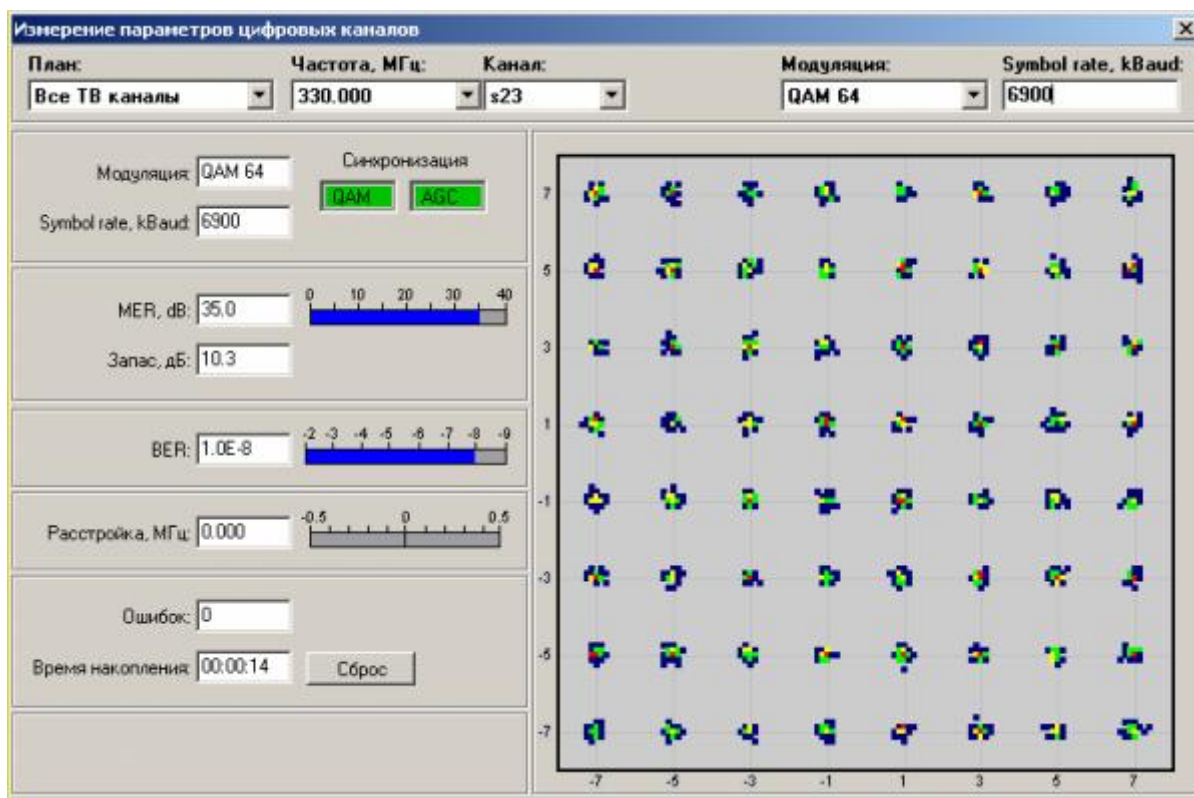 Измерение параметров цифровых каналов
План: Частота, МГц: Канал: Модуляция: Symbol rate, kBaud:
Все ТВ каналы 330.000 s23 QAM 64 6900
Модуляция: QAM 64
Синхронизация
QAM AGC
Symbol rate, kBaud: 6900
MER, dB: 35.0
0 10 20 30 40
Запас, дБ: 10.3
BER: 1.0E-8
-2 -3 -4 -5 -6 -7 -8 -9
Расстройка, МГц: 0.000
-0.5 0 0.5
Ошибок: 0
Время накопления: 00:00:14 Сброс
7
5
3
1
-1
-3
-5
-7
-7 -5 -3 -1 1 3 5 7